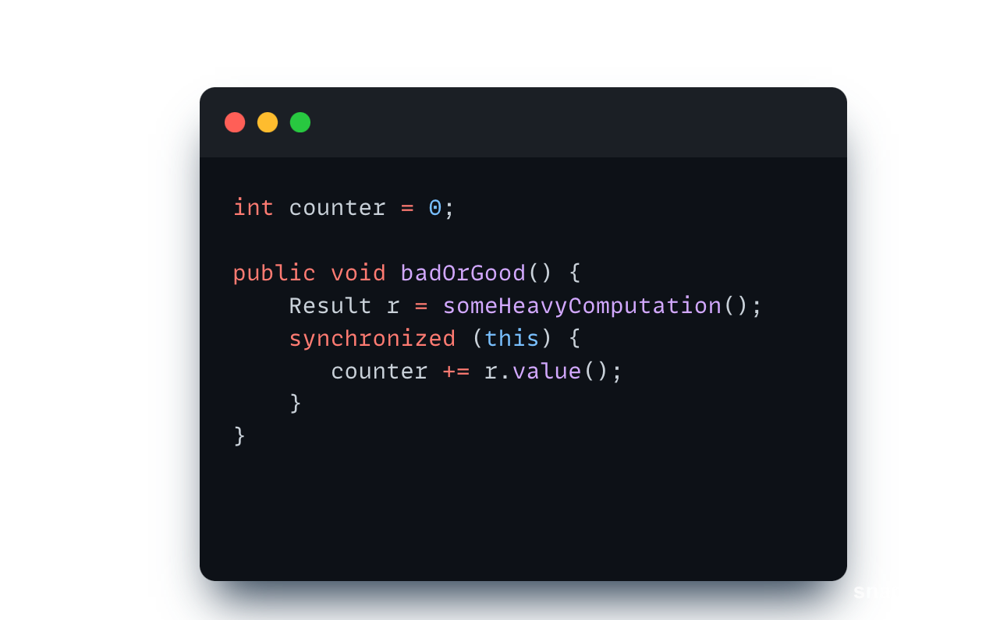 int counter = 0;
public void badOrGood() {
    Result r = someHeavyComputation();
    synchronized (this) {
       counter += r.value();
    }
}